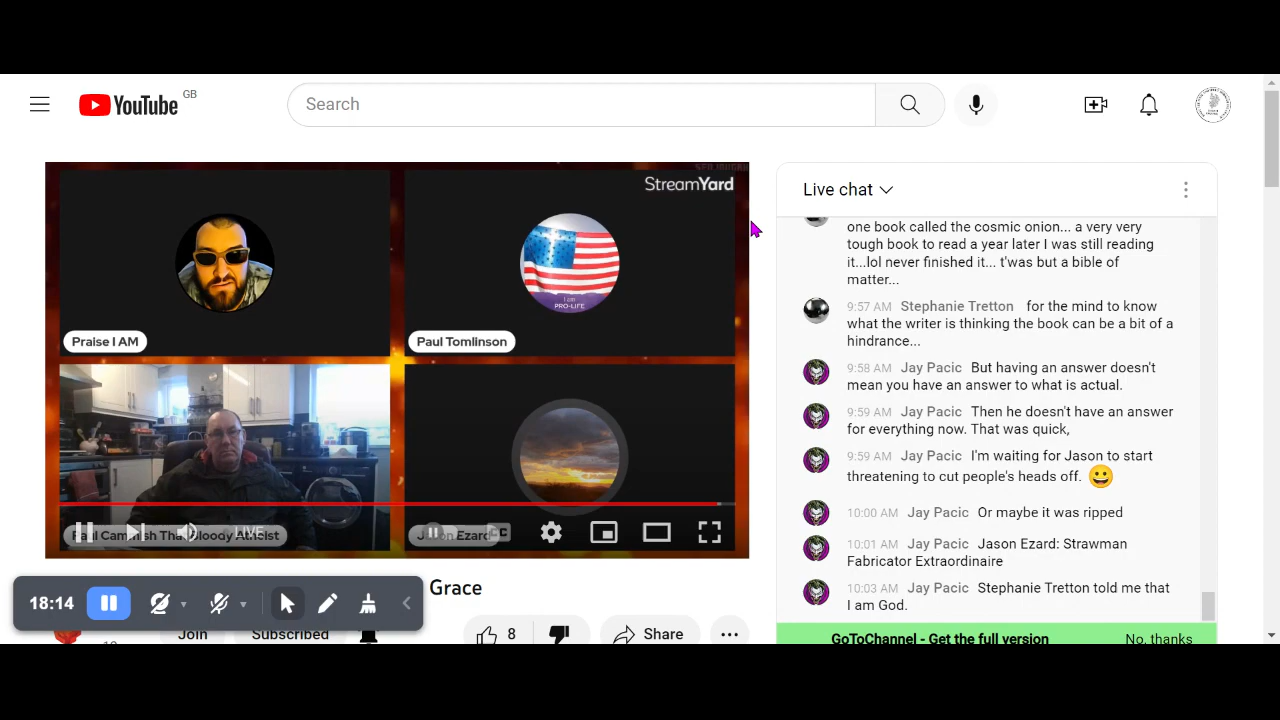 YouTube GB
Search
StreamYard
I am
PRO-LIFE
Praise I AM
Paul Tomlinson
LIVE
Bloody Atheist
Ezard
18:14
Grace
Join
Subscribed
8
Share
Live chat
one book called the cosmic onion... a very very
tough book to read a year later I was still reading
it...lol never finished it... t'was but a bible of
matter...
9:57 AM Stephanie Tretton for the mind to know
what the writer is thinking the book can be a bit of a
hindrance...
9:58 AM Jay Pacic But having an answer doesn't
mean you have an answer to what is actual.
9:59 AM Jay Pacic Then he doesn't have an answer
for everything now. That was quick,
9:59 AM Jay Pacic I'm waiting for Jason to start
threatening to cut people's heads off. 😀
10:00 AM Jay Pacic Or maybe it was ripped
10:01 AM Jay Pacic Jason Ezard: Strawman
Fabricator Extraordinaire
10:03 AM Jay Pacic Stephanie Tretton told me that
I am God.
GoToChannel - Get the full version No, thanks